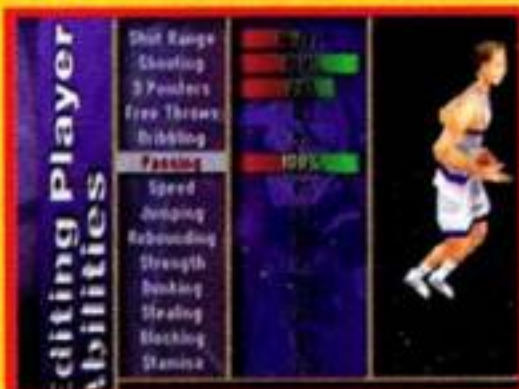 Editing Player
Abilities
Shot Range
Shooting
3 Pointers
Free Throws
Dribbling
Passing
100%
Speed
Jumping
Rebounding
Strength
Dunking
Stealing
Blocking
Stamina